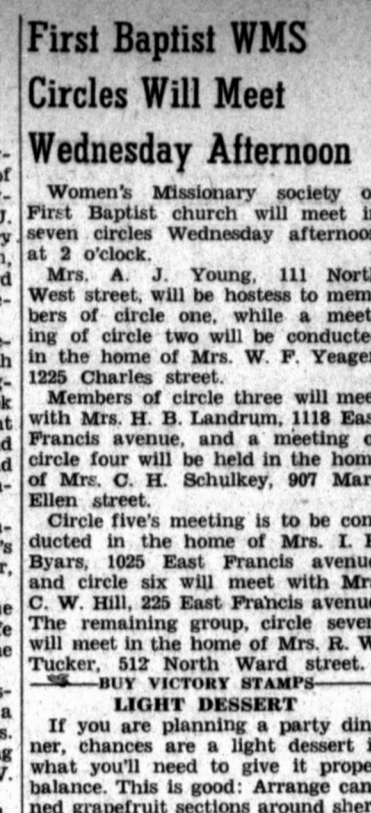 First Baptist WMS
Circles Will Meet
Wednesday Afternoon
Women's Missionary society o
First Baptist church will meet i
seven circles Wednesday afternoo
at 2 o'clock.
Mrs. A. J. Young, 111 Nort
West street, will be hostess to mem
bers of circle one, while a meet
ing of circle two will be conducte
in the home of Mrs. W. F. Yeage
1225 Charles street.
Members of circle three will mee
with Mrs. H. B. Landrum, 1118 Eas
Francis avenue, and a meeting o
circle four will be held in the hom
of Mrs. C. H. Schulkey, 907 Mar
Ellen street.
Circle five's meeting is to be con
ducted in the home of Mrs. I.
Byars, 1025 East Francis avenu
and circle six will meet with Mr
C. W. Hill, 225 East Francis avenu
The remaining group, circle seve
will meet in the home of Mrs. R. W
Tucker, 512 North Ward street.
BUY VICTORY STAMPS
LIGHT DESSERT
If you are planning a party din
ner, chances are a light dessert i
what you'll need to give it prope
balance. This is good: Arrange can
ned grapefruit sections around sher